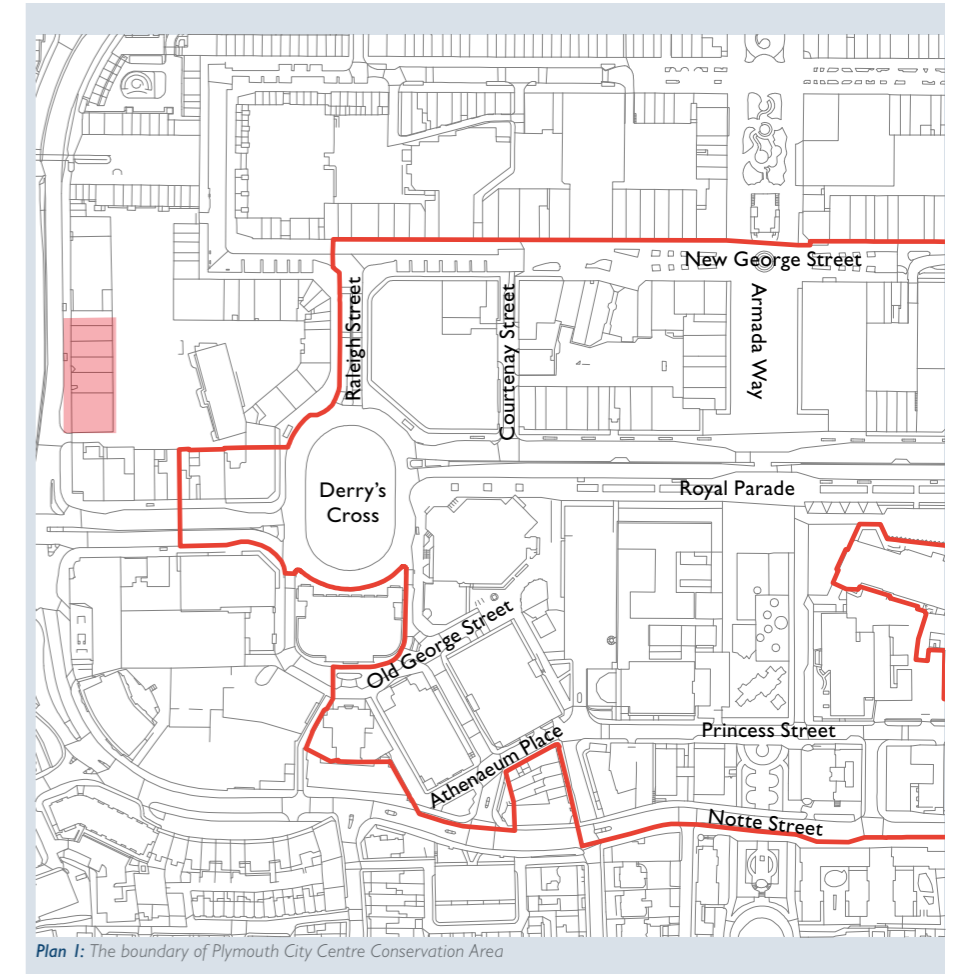 New George Street
Raleigh Street
Courtenay Street
Armada Way
Derry's
Cross
Royal Parade
Old George Street
Princess Street
Athenaeum Place
Notte Street
Plan 1: The boundary of Plymouth City Centre Conservation Area